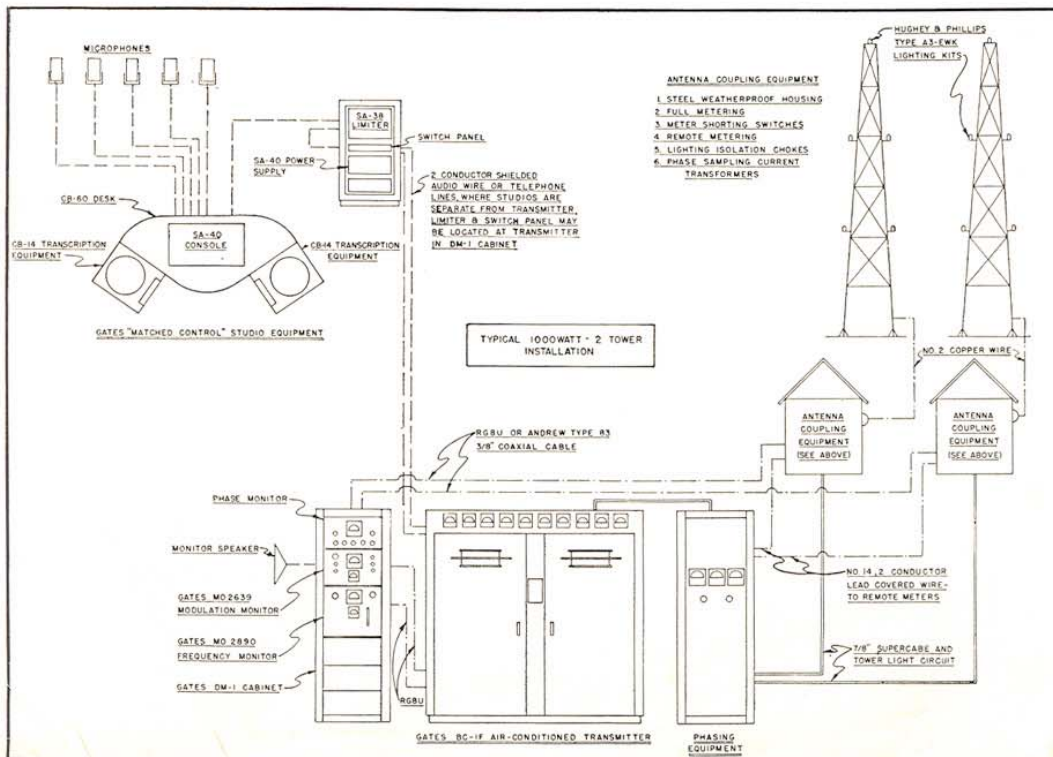 MICROPHONES
SA-38
LIMITER
SWITCH PANEL
SA-40 POWER
SUPPLY
CB-60 DESK
SA-40
CONSOLE
CB-14 TRANSCRIPTION
EQUIPMENT
CB-14 TRANSCRIPTION
EQUIPMENT
GATES "MATCHED CONTROL" STUDIO EQUIPMENT
2 CONDUCTOR SHIELDED
AUDIO WIRE OR TELEPHONE
LINES, WHERE STUDIOS ARE
SEPARATE FROM TRANSMITTER,
LIMITER & SWITCH PANEL MAY
BE LOCATED AT TRANSMITTER
IN DM-1 CABINET
ANTENNA COUPLING EQUIPMENT
1. STEEL WEATHERPROOF HOUSING
2. FULL METERING
3. METER SHORTING SWITCHES
4. REMOTE METERING
5. LIGHTING ISOLATION CHOKES
6. PHASE SAMPLING CURRENT
TRANSFORMERS
HUGHEY & PHILLIPS
TYPE A3-EWK
LIGHTING KITS
TYPICAL 1000WATT - 2 TOWER
INSTALLATION
NO. 2 COPPER WIRE
ANTENNA
COUPLING
EQUIPMENT
(SEE ABOVE)
ANTENNA
COUPLING
EQUIPMENT
(SEE ABOVE)
RG8U OR ANDREW TYPE 83
3/8" COAXIAL CABLE
PHASE MONITOR
MONITOR SPEAKER
GATES MO 2639
MODULATION MONITOR
GATES MO 2890
FREQUENCY MONITOR
GATES DM-1 CABINET
RG8U
GATES BC-1F AIR-CONDITIONED TRANSMITTER
PHASING
EQUIPMENT
NO. 14, 2 CONDUCTOR
LEAD COVERED WIRE-
TO REMOTE METERS
7/8" SUPERCABE AND
TOWER LIGHT CIRCUIT